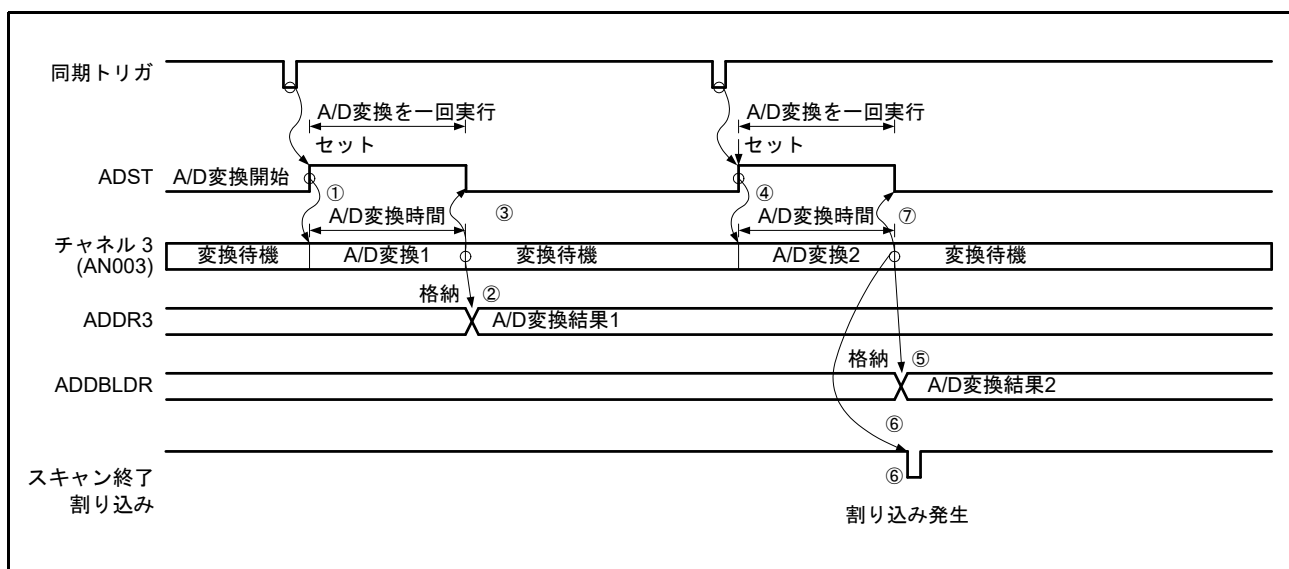 同期トリガ
A/D変換を一回実行
A/D変換を一回実行
セット
セット
ADST
A/D変換開始
①
④
A/D変換時間
③
A/D変換時間
⑦
チャネル 3
(AN003)
変換待機
A/D変換1
変換待機
A/D変換2
変換待機
格納
②
ADDR3
A/D変換結果1
格納
⑤
ADDBLDR
A/D変換結果2
⑥
スキャン終了
割り込み
⑥
割り込み発生